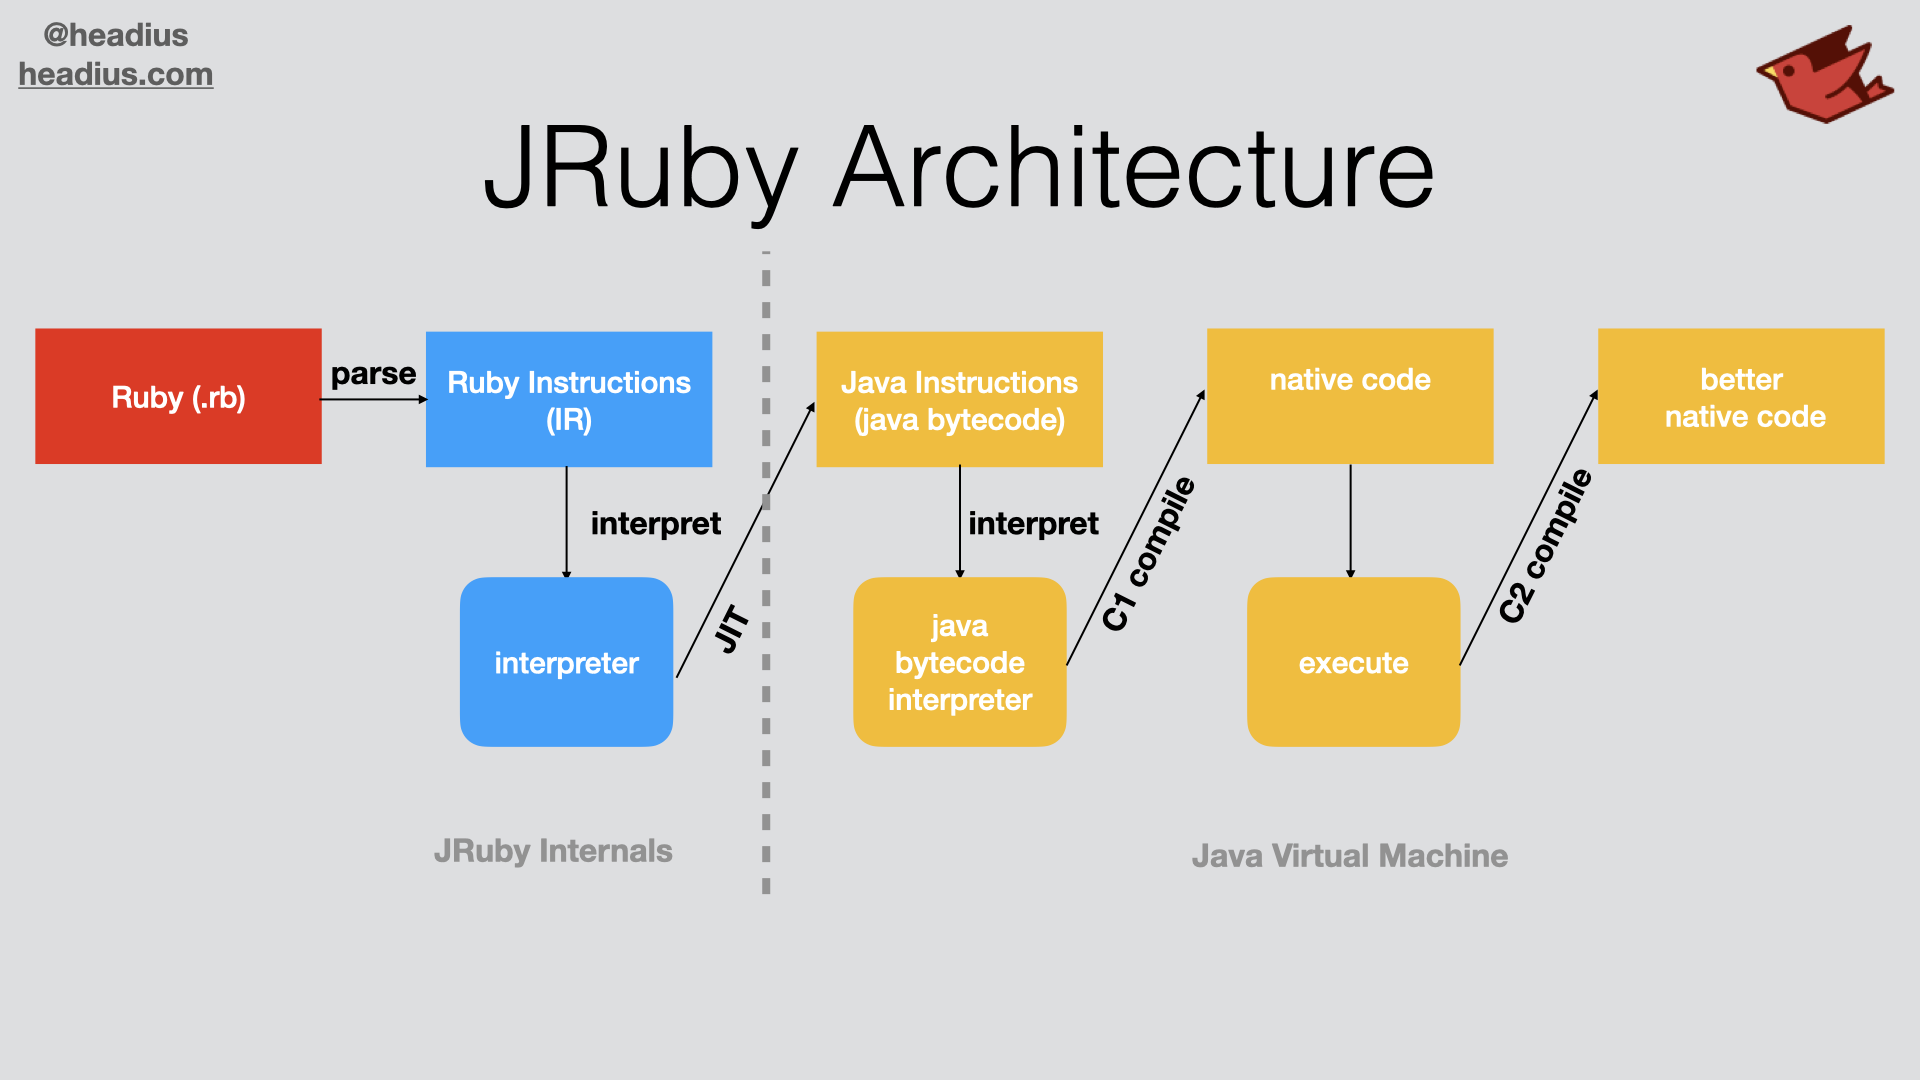 @headius
headius.com
JRuby Architecture
Ruby (.rb)
parse
Ruby Instructions
(IR)
interpret
interpreter
JIT
Java Instructions
(java bytecode)
interpret
java
bytecode
interpreter
C1 compile
native code
execute
C2 compile
better
native code
JRuby Internals
Java Virtual Machine